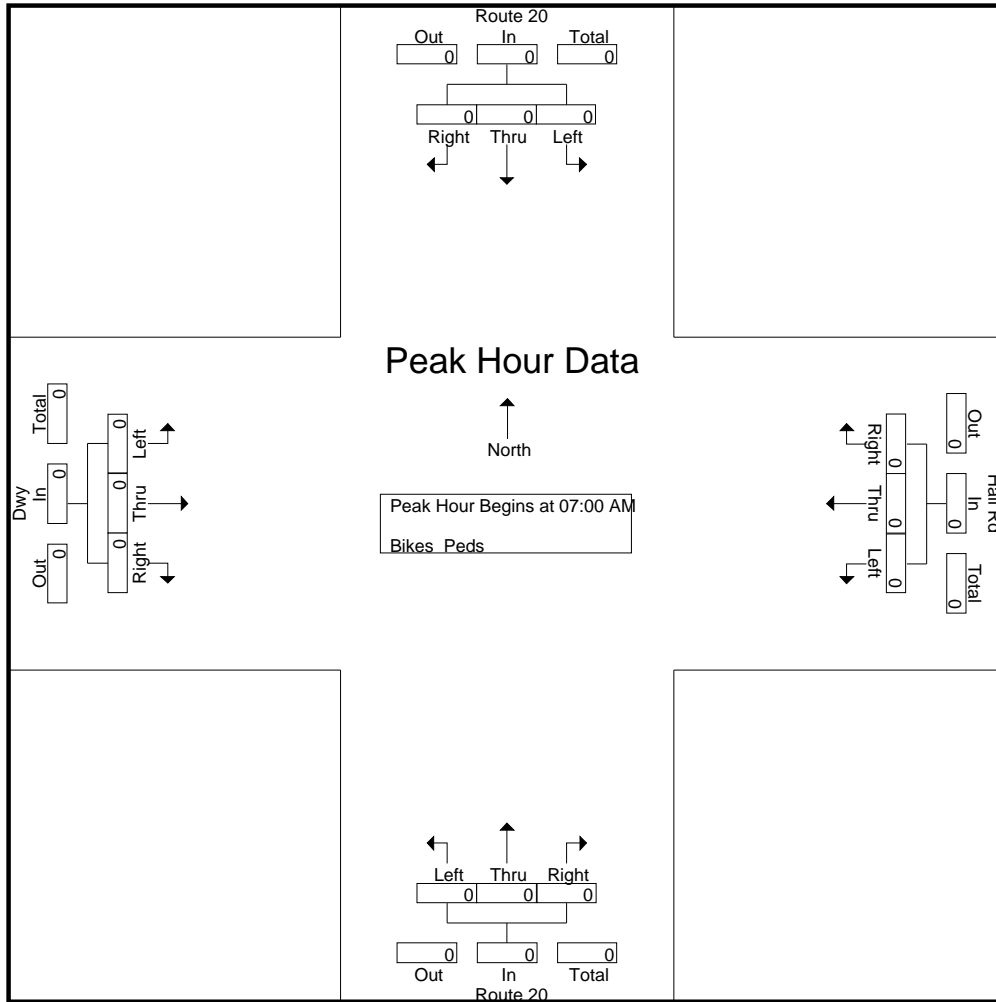 Route 20
Out In Total
0 0 0
0 0 0
Right Thru Left
Peak Hour Data
North
Peak Hour Begins at 07:00 AM
Bikes Peds
Dwy
Out In Total
0 0 0
0 0 0
Right Thru Left
Hall Rd
Out In Total
0 0 0
0 0 0
Right Thru Left
Left Thru Right
0 0 0
0 0 0
Out In Total
Route 20